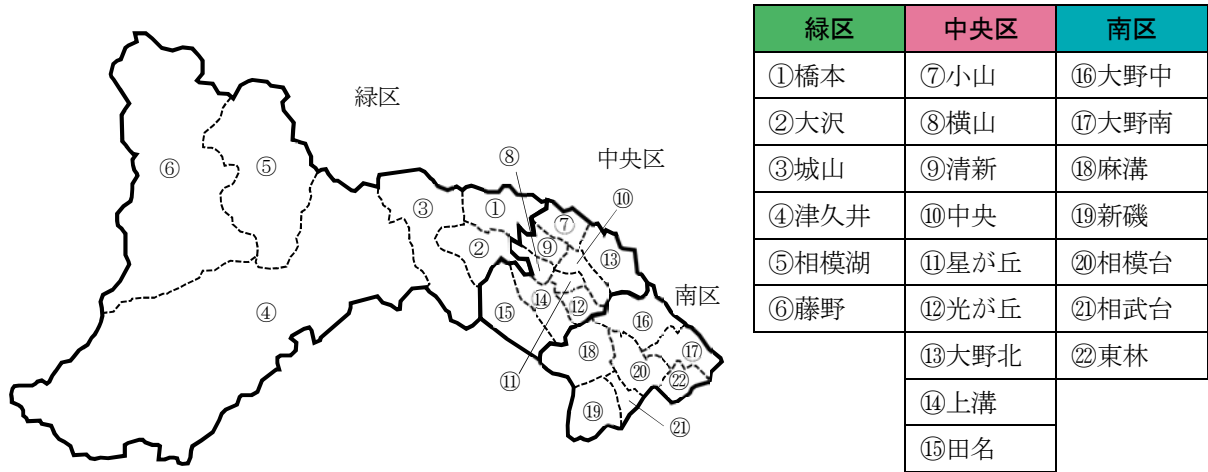 緑区
中央区
南区
⑥
⑤
④
③
①
②
⑧
⑦
⑩
⑨
⑬
⑭
⑫
⑮
⑪
⑯
⑰
⑱
⑳
㉒
⑲
㉑
緑区 中央区 南区
①橋本 ⑦小山 ⑯大野中
②大沢 ⑧横山 ⑰大野南
③城山 ⑨清新 ⑱麻溝
④津久井 ⑩中央 ⑲新磯
⑤相模湖 ⑪星が丘 ⑳相模台
⑥藤野 ⑫光が丘 ㉑相武台
⑬大野北 ㉒東林
⑭上溝
⑮田名